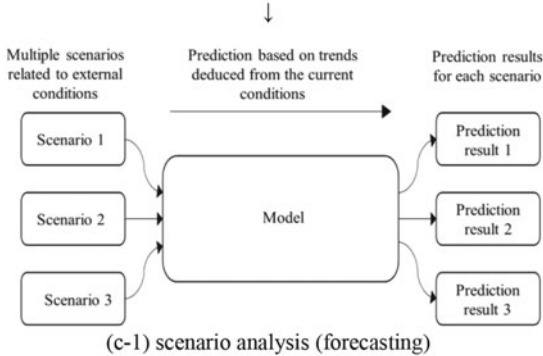 Multiple scenarios
related to external
conditions
Prediction based on trends
deduced from the current
conditions
Prediction results
for each scenario
Scenario 1
Scenario 2
Scenario 3
Model
Prediction
result 1
Prediction
result 2
Prediction
result 3
(c-1) scenario analysis (forecasting)